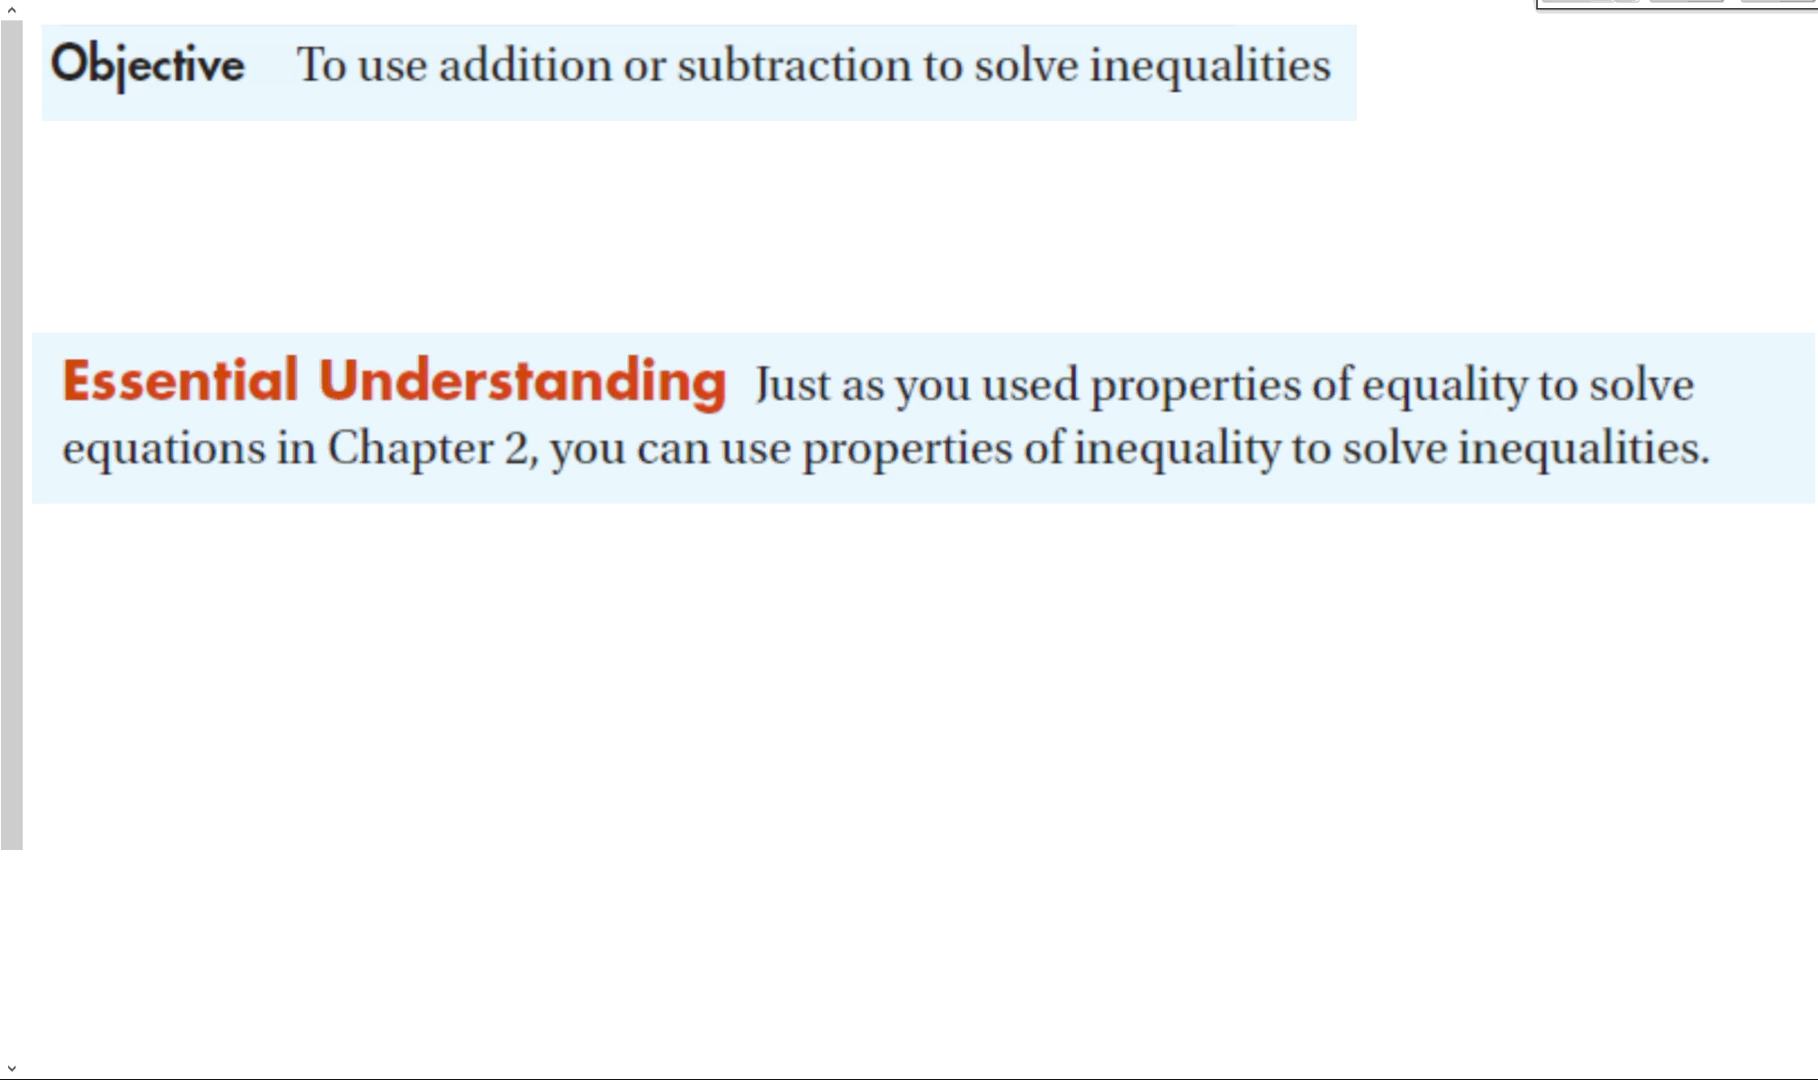 Objective To use addition or subtraction to solve inequalities
Essential Understanding Just as you used properties of equality to solve
equations in Chapter 2, you can use properties of inequality to solve inequalities.